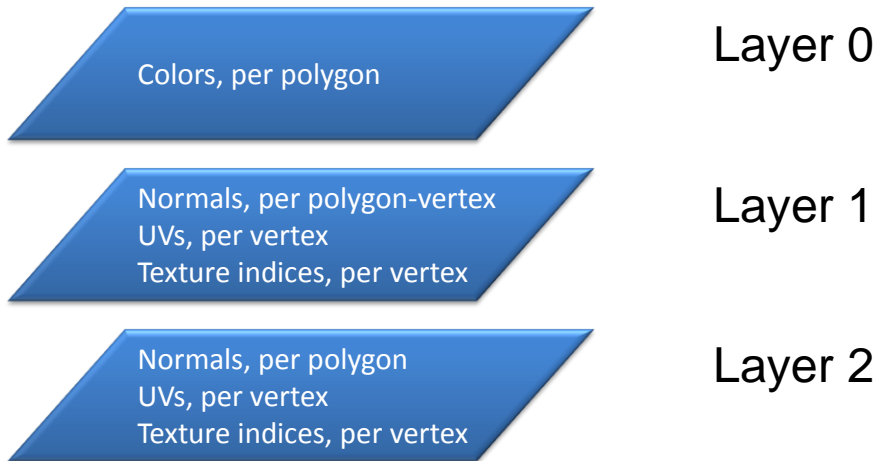 Colors, per polygon
Layer 0
Normals, per polygon-vertex
UVs, per vertex
Texture indices, per vertex
Layer 1
Normals, per polygon
UVs, per vertex
Texture indices, per vertex
Layer 2